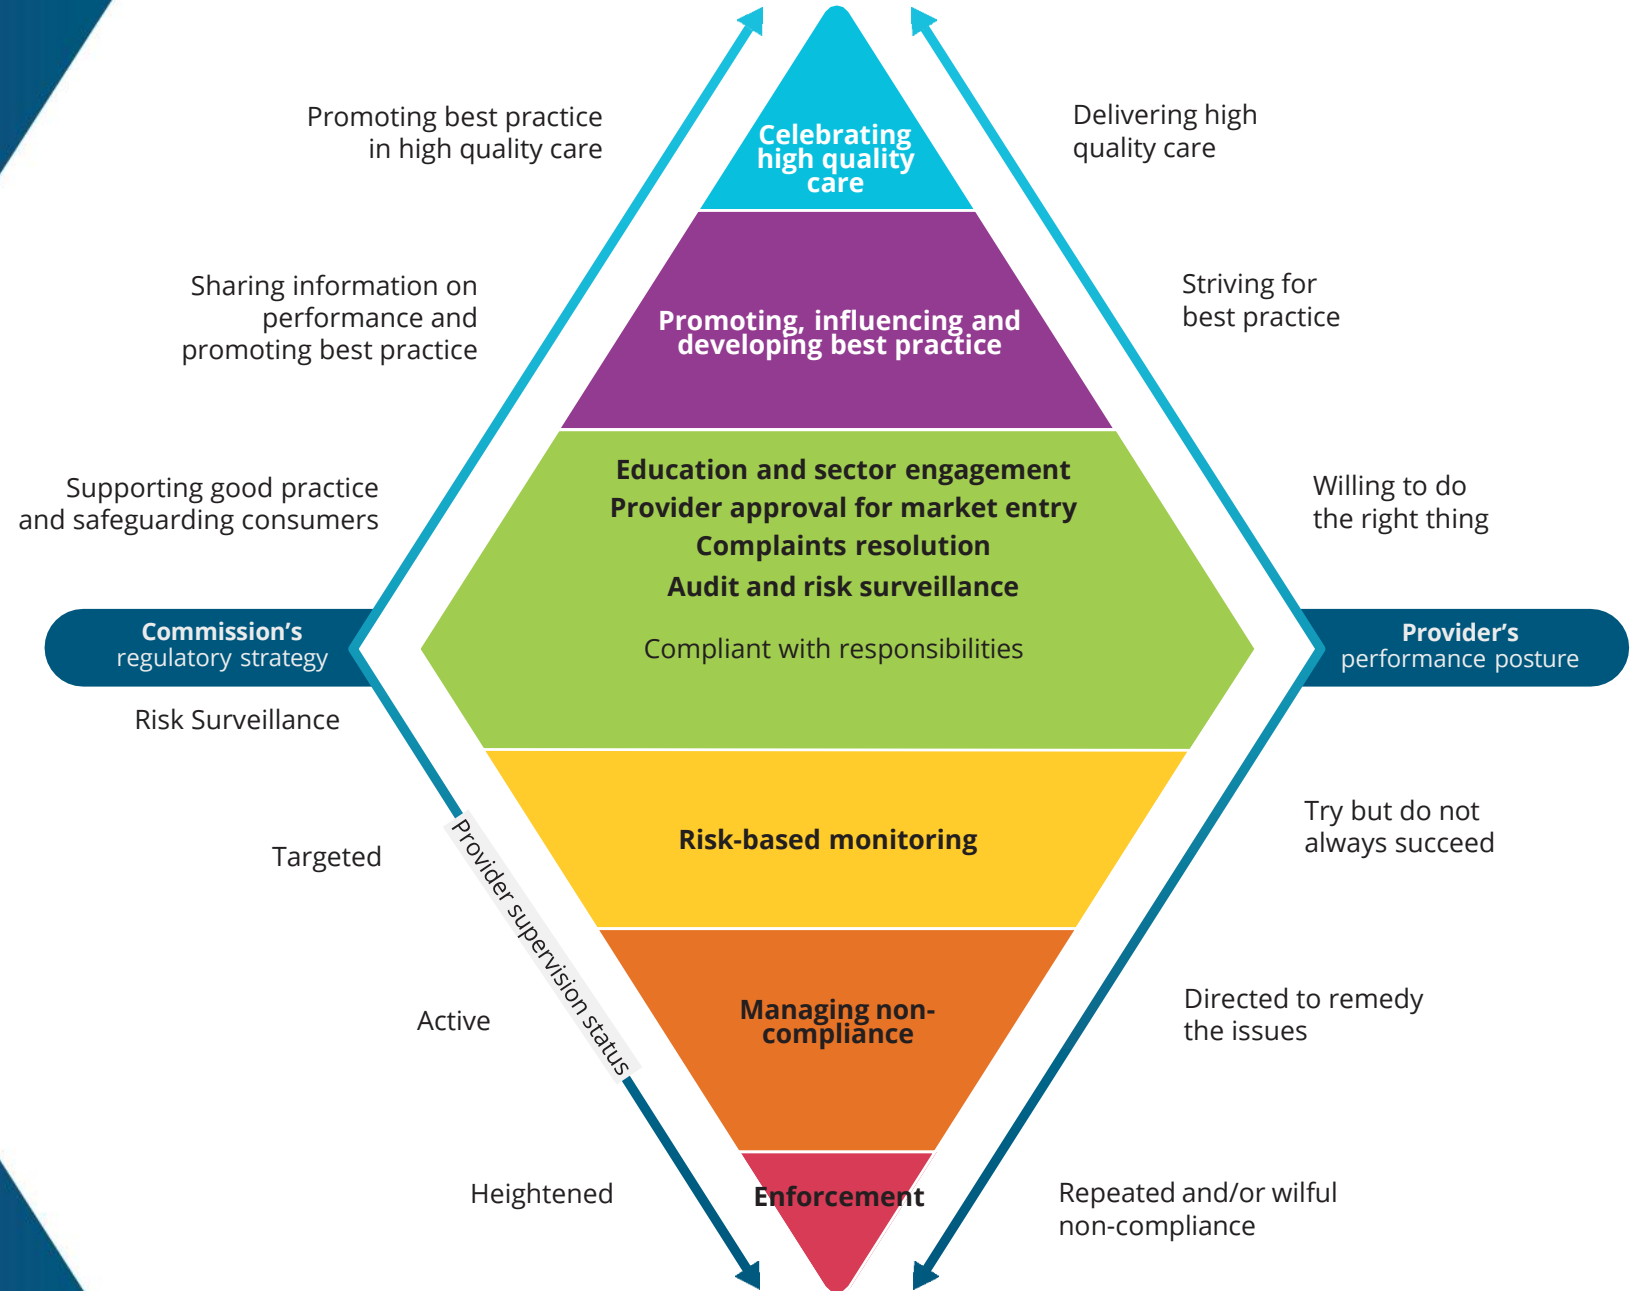 Promoting best practice
in high quality care
Celebrating
high quality
care
Delivering high
quality care
Sharing information on
performance and
promoting best practice
Promoting, influencing and
developing best practice
Striving for
best practice
Supporting good practice
and safeguarding consumers
Education and sector engagement
Provider approval for market entry
Complaints resolution
Audit and risk surveillance
Compliant with responsibilities
Willing to do
the right thing
Commission's
regulatory strategy
Provider's
performance posture
Risk Surveillance
Targeted
Provider supervision status
Risk-based monitoring
Try but do not
always succeed
Active
Managing non-
compliance
Directed to remedy
the issues
Heightened
Enforcement
Repeated and/or wilful
non-compliance